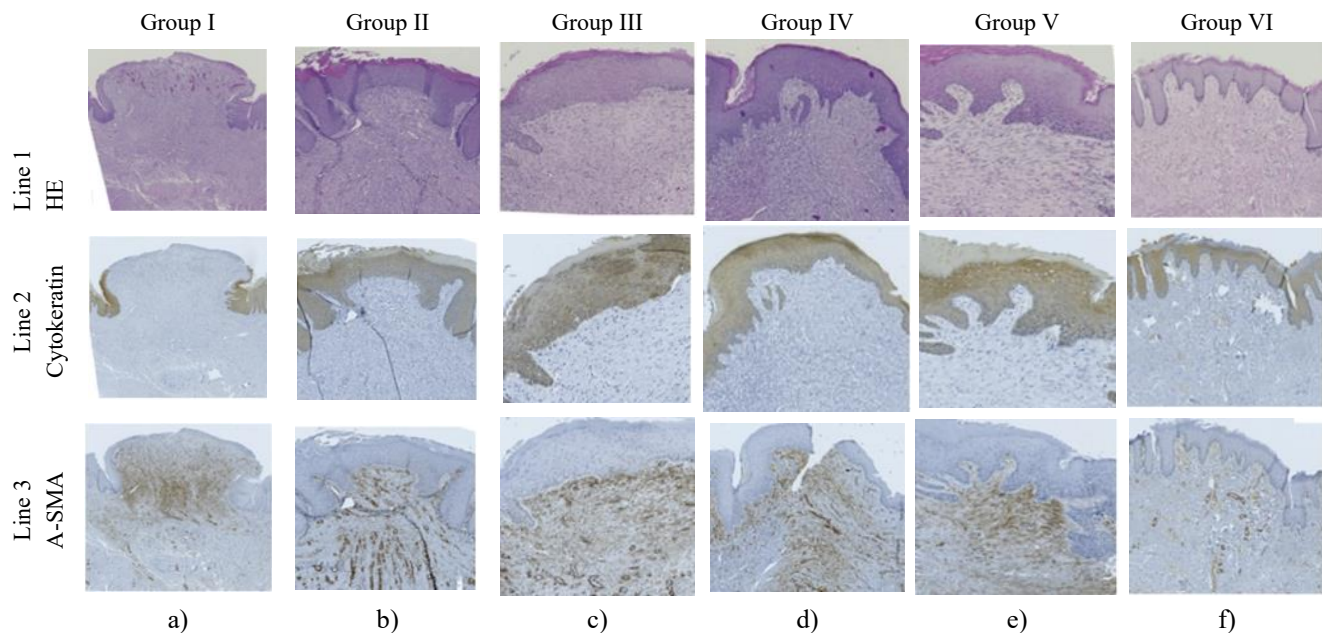 Group I
Group II
Group III
Group IV
Group V
Group VI
Line 1
HE
Line 2
Cytokeratin
Line 3
A-SMA
a)
b)
c)
d)
e)
f)